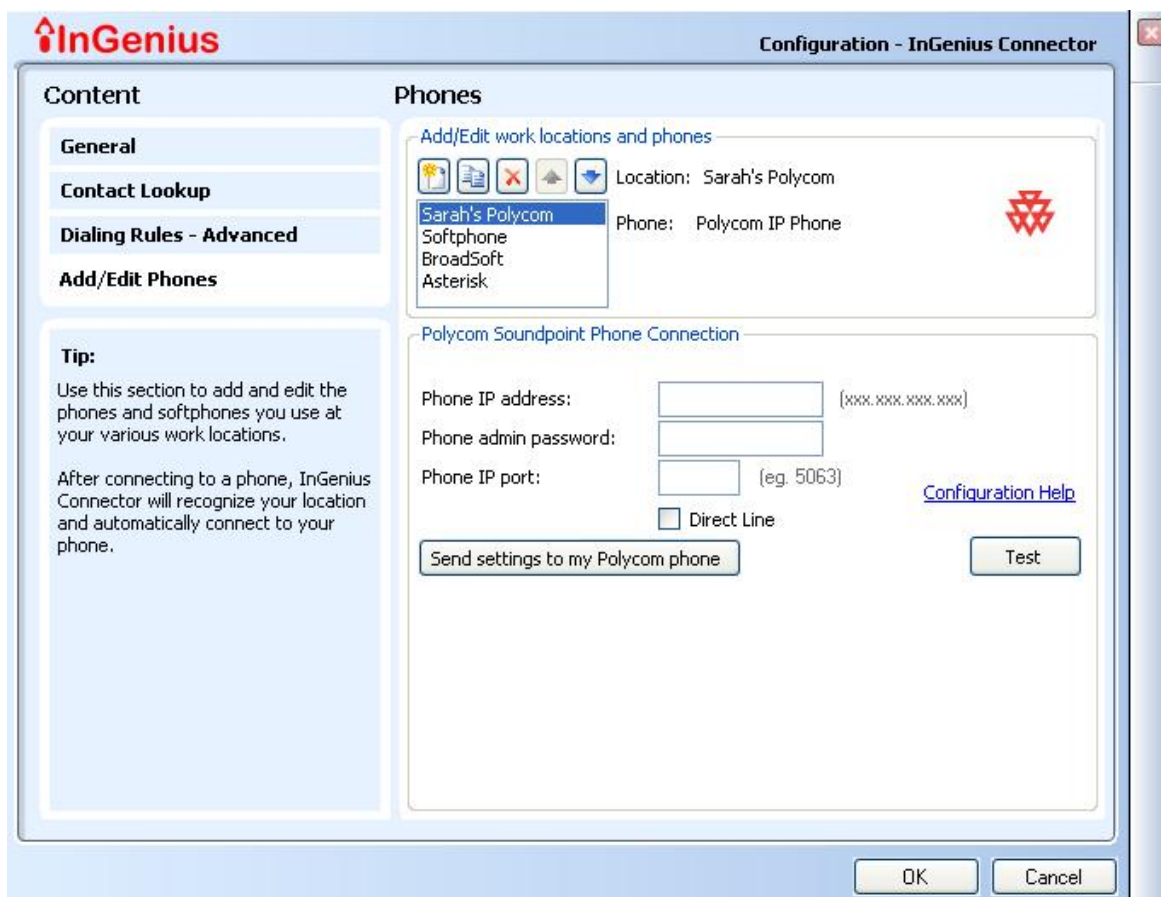 InGenius
Configuration - InGenius Connector
Content
General
Contact Lookup
Dialing Rules - Advanced
Add/Edit Phones
Tip:
Use this section to add and edit the
phones and softphones you use at
your various work locations.
After connecting to a phone, InGenius
Connector will recognize your location
and automatically connect to your
phone.
Phones
Add/Edit work locations and phones
Location: Sarah's Polycom
Phone: Polycom IP Phone
Sarah's Polycom
Softphone
BroadSoft
Asterisk
Polycom Soundpoint Phone Connection
Phone IP address: (xxx.xxx.xxx.xxx)
Phone admin password:
Phone IP port: (eg. 5063)
Configuration Help
Direct Line
Send settings to my Polycom phone
Test
OK
Cancel